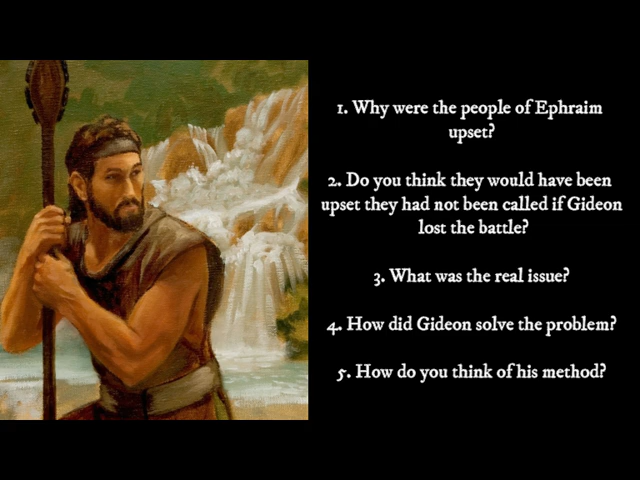 1. Why were the people of Ephraim
upset?
2. Do you think they would have been
upset they had not been called if Gideon
lost the battle?
3. What was the real issue?
4. How did Gideon solve the problem?
5. How do you think of his method?